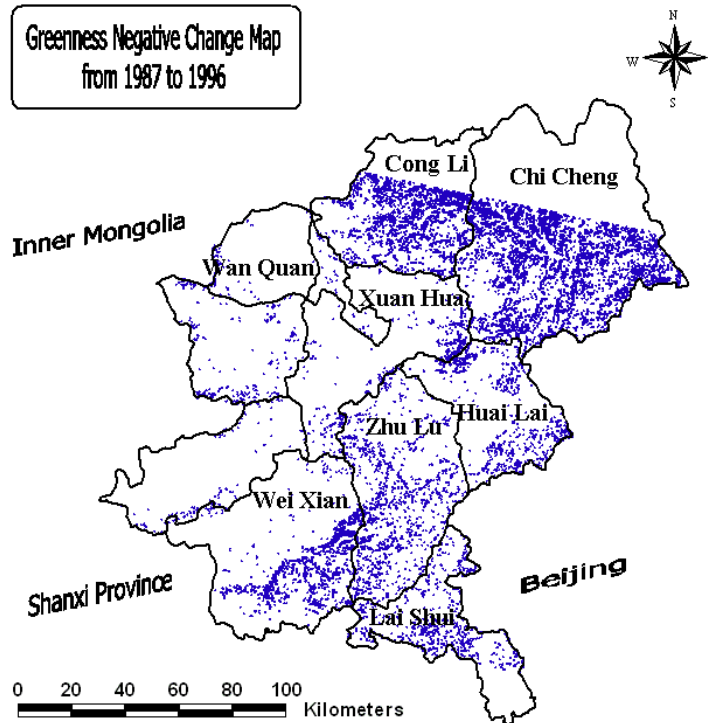 Greenness Negative Change Map
from 1987 to 1996
N
W
S
Cong Li
Chi Cheng
Inner Mongolia
Wan Quan
Xuan Hua
Zhu Lu
Huai Lai
Wei Xian
Shanxi Province
Beijing
Lai Shui
0 20 40 60 80 100
Kilometers